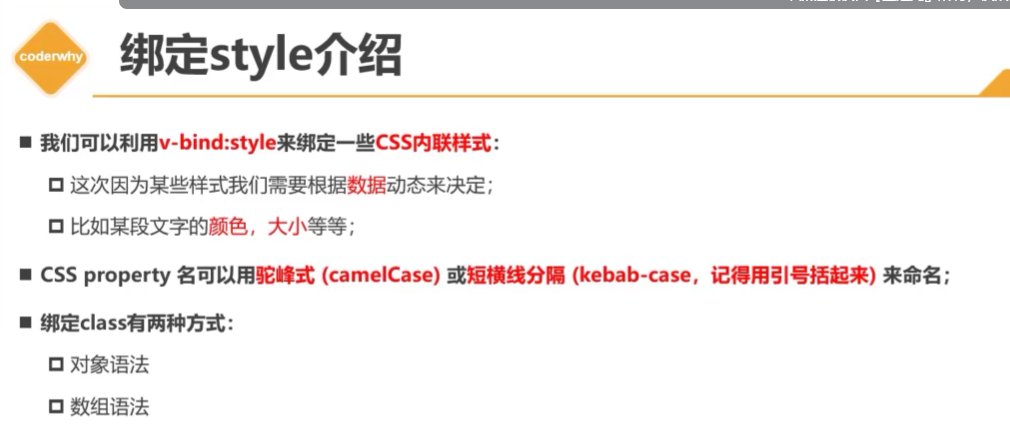 coderwhy
绑定style介绍
我们可以利用v-bind:style来绑定一些CSS内联样式：
这次因为某些样式我们需要根据数据动态来决定；
比如某段文字的颜色，大小等等；
CSS property 名可以用驼峰式 (camelCase) 或短横线分隔 (kebab-case，记得用引号括起来) 来命名；
绑定class有两种方式：
对象语法
数组语法